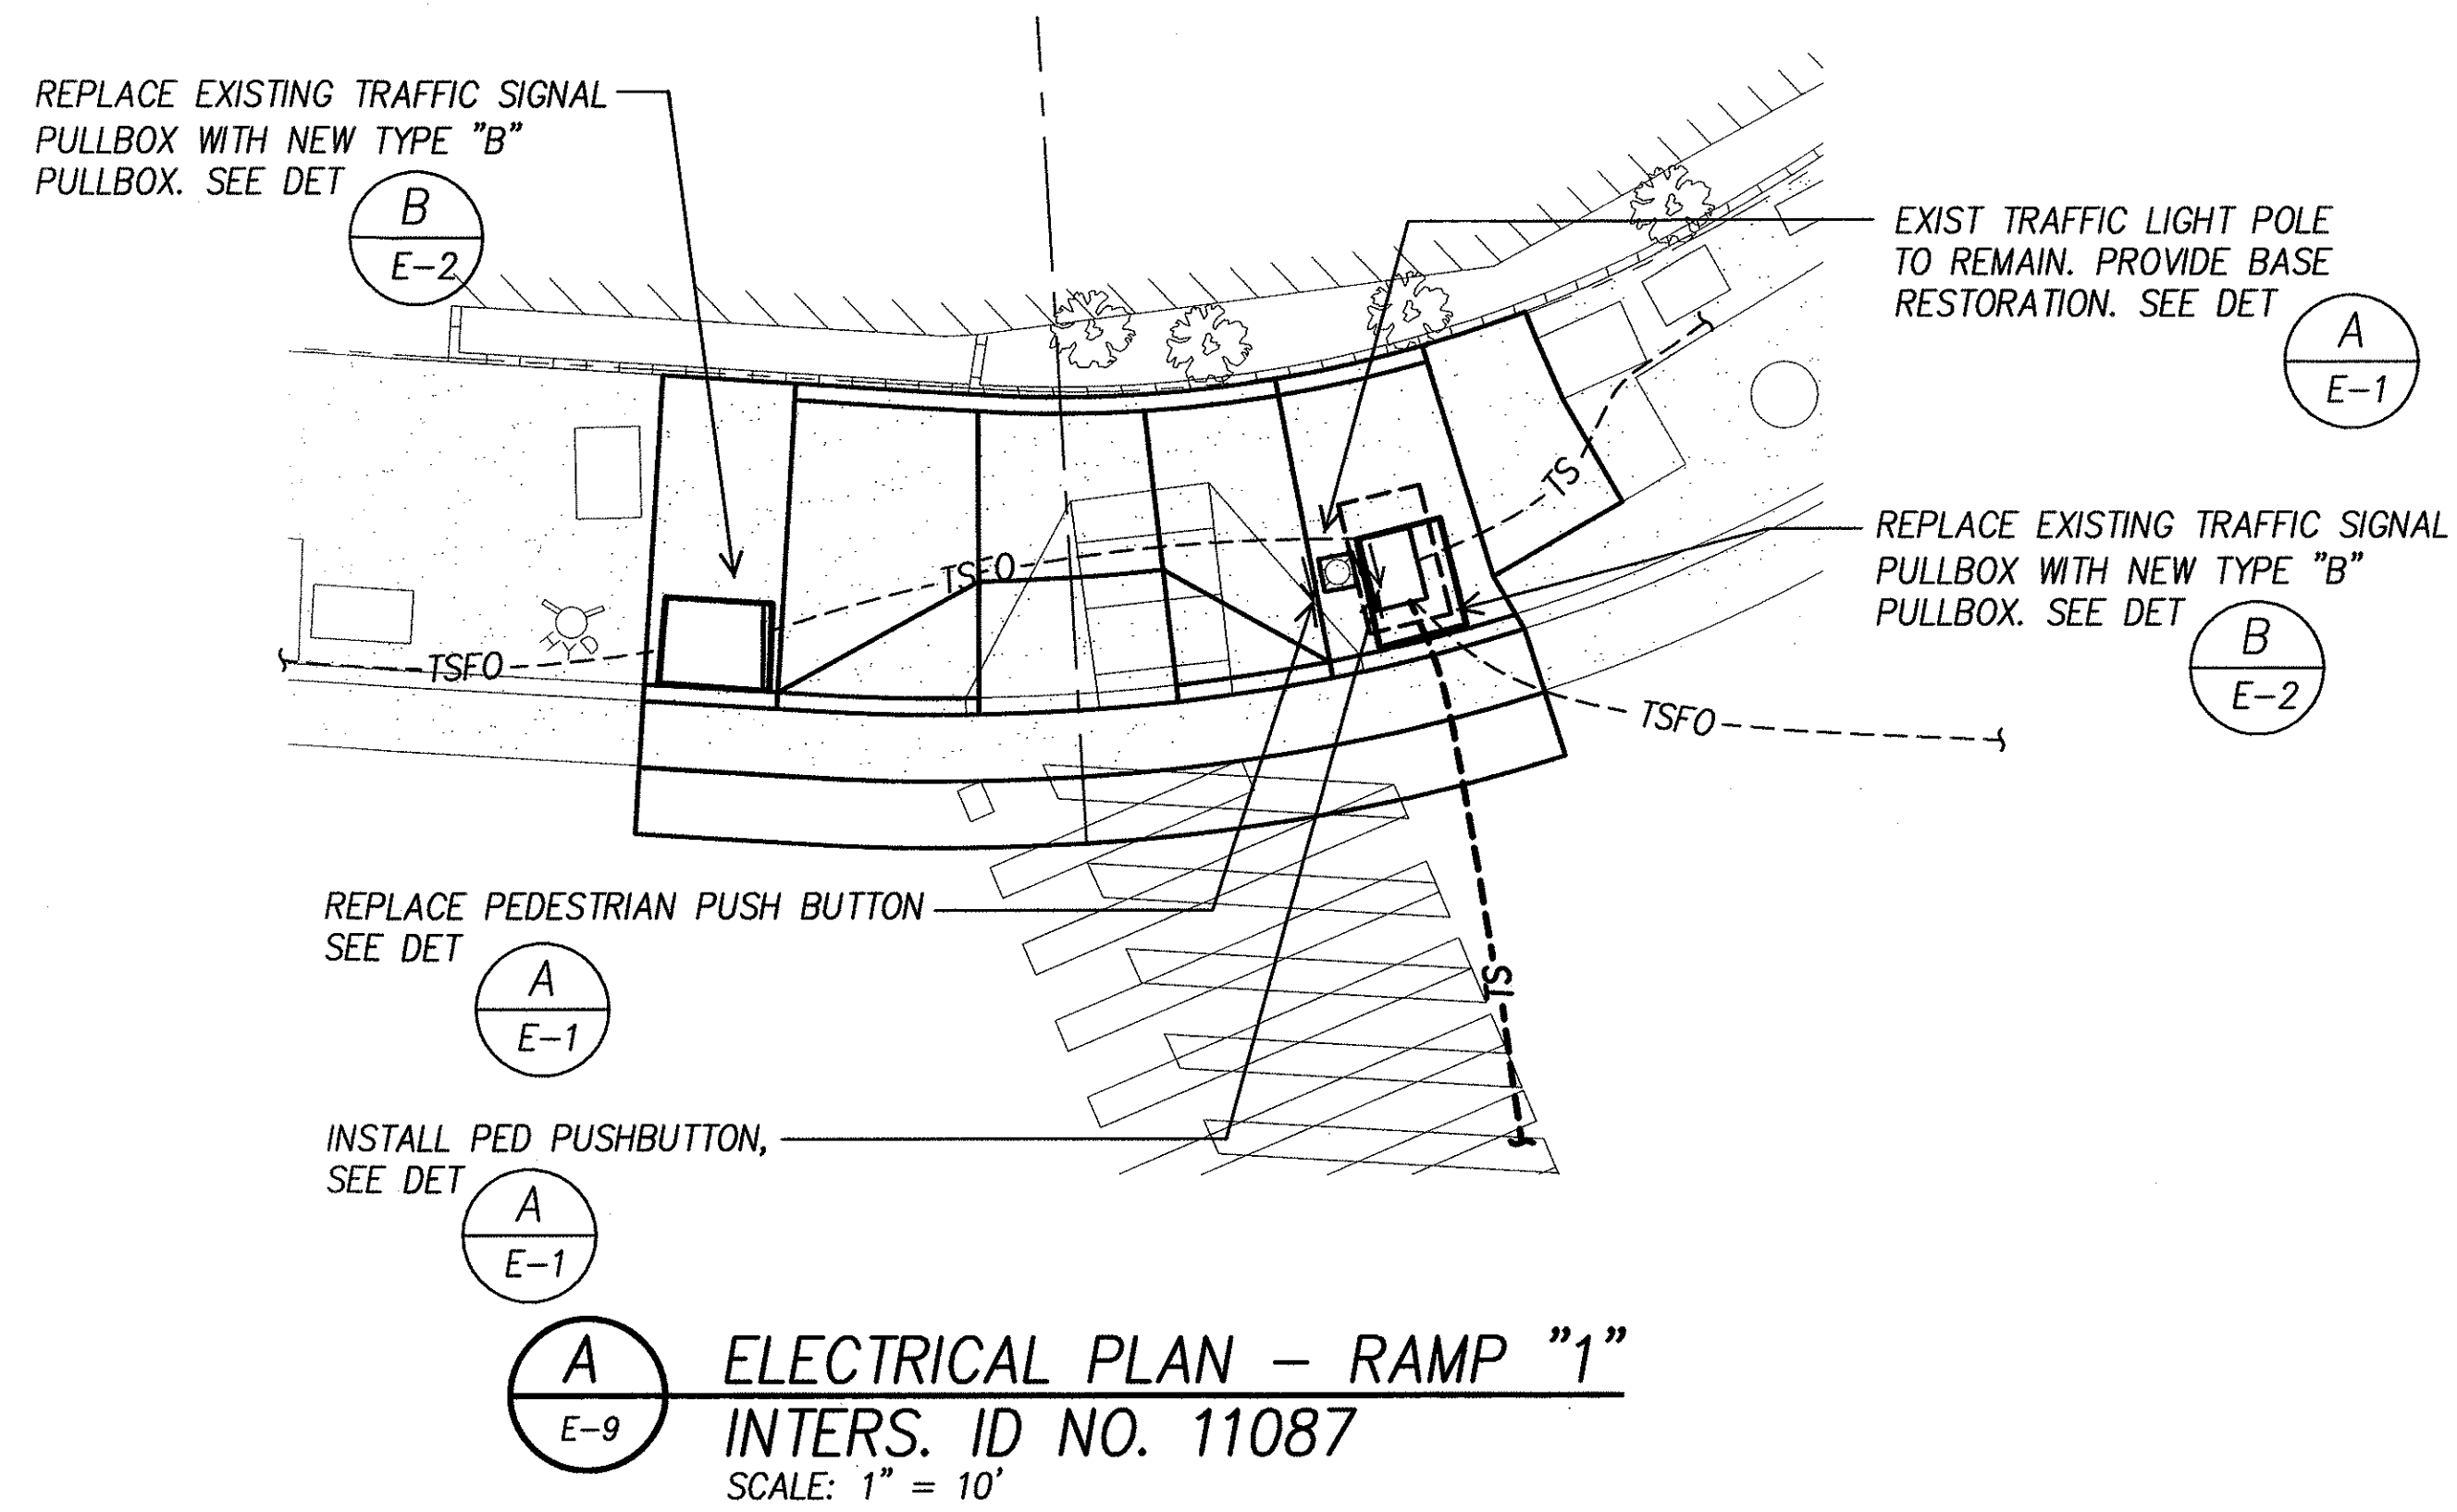 REPLACE EXISTING TRAFFIC SIGNAL
PULLBOX WITH NEW TYPE "B"
PULLBOX. SEE DET
B
E-2
EXIST TRAFFIC LIGHT POLE
TO REMAIN. PROVIDE BASE
RESTORATION. SEE DET
A
E-1
TS
REPLACE EXISTING TRAFFIC SIGNAL
PULLBOX WITH NEW TYPE "B"
PULLBOX. SEE DET
B
E-2
TSFO
HYD
TSFO
TSFO
REPLACE PEDESTRIAN PUSH BUTTON
SEE DET
A
E-1
TS
INSTALL PED PUSHBUTTON,
SEE DET
A
E-1
A
E-9
ELECTRICAL PLAN - RAMP "1"
INTERS. ID NO. 11087
SCALE: 1" = 10'